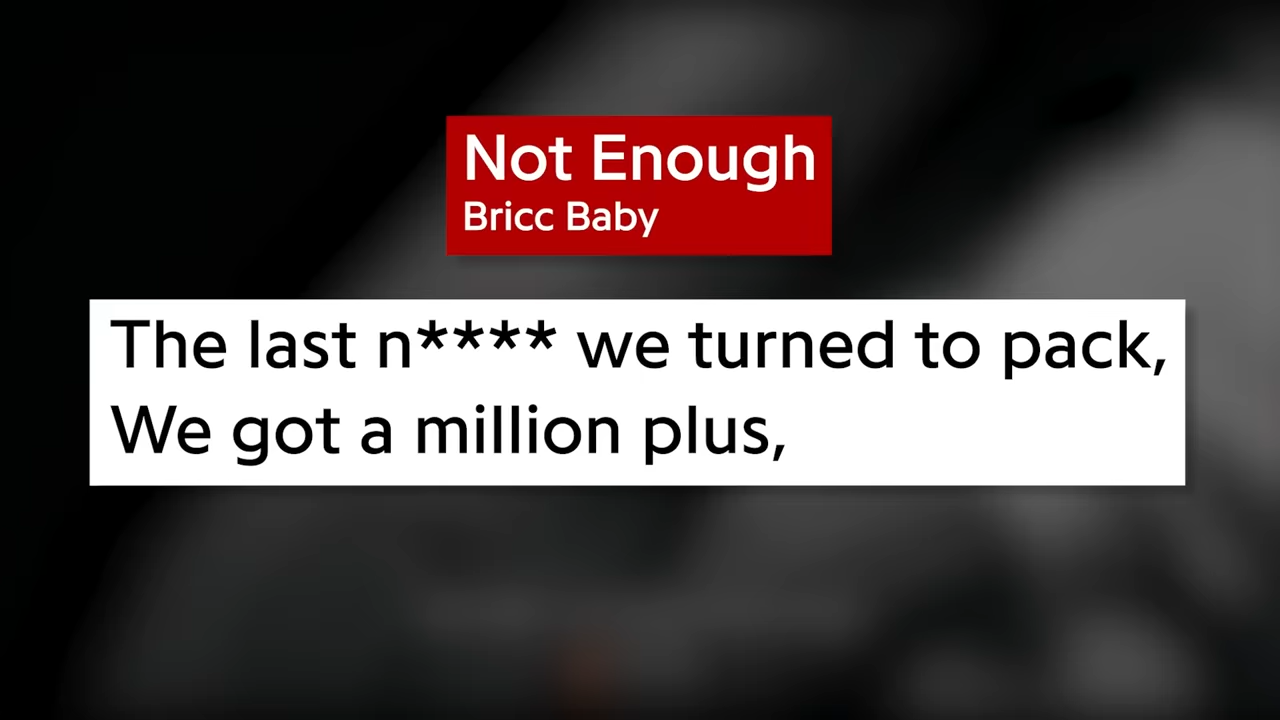 Not Enough
Bricc Baby
The last n**** we turned to pack,
We got a million plus,